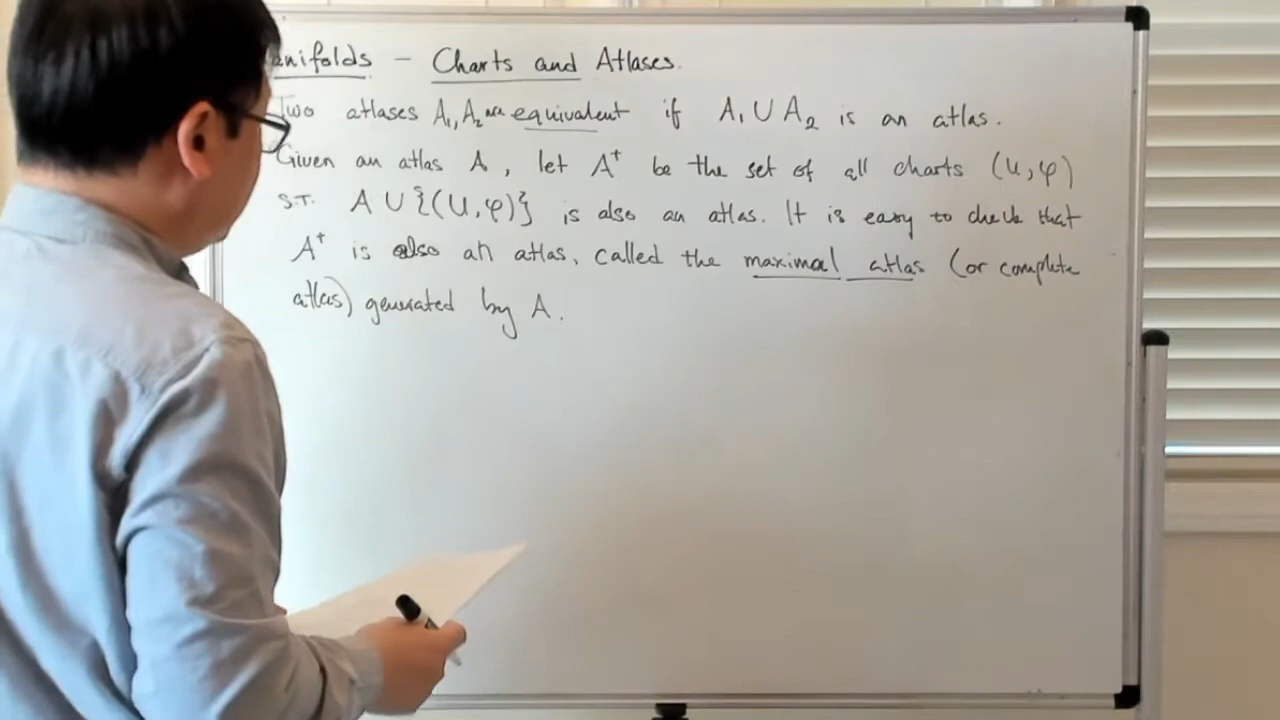 anifolds - Charts and Atlases.
Two atlases A₁, A₂ are equivalent if A₁ ∪ A₂ is an atlas.
Given an atlas A, let A⁺ be the set of all charts (U, φ)
S.T. A ∪ {(U, φ)} is also an atlas. It is easy to check that
A⁺ is also an atlas, called the maximal atlas (or complete
atlas) generated by A.